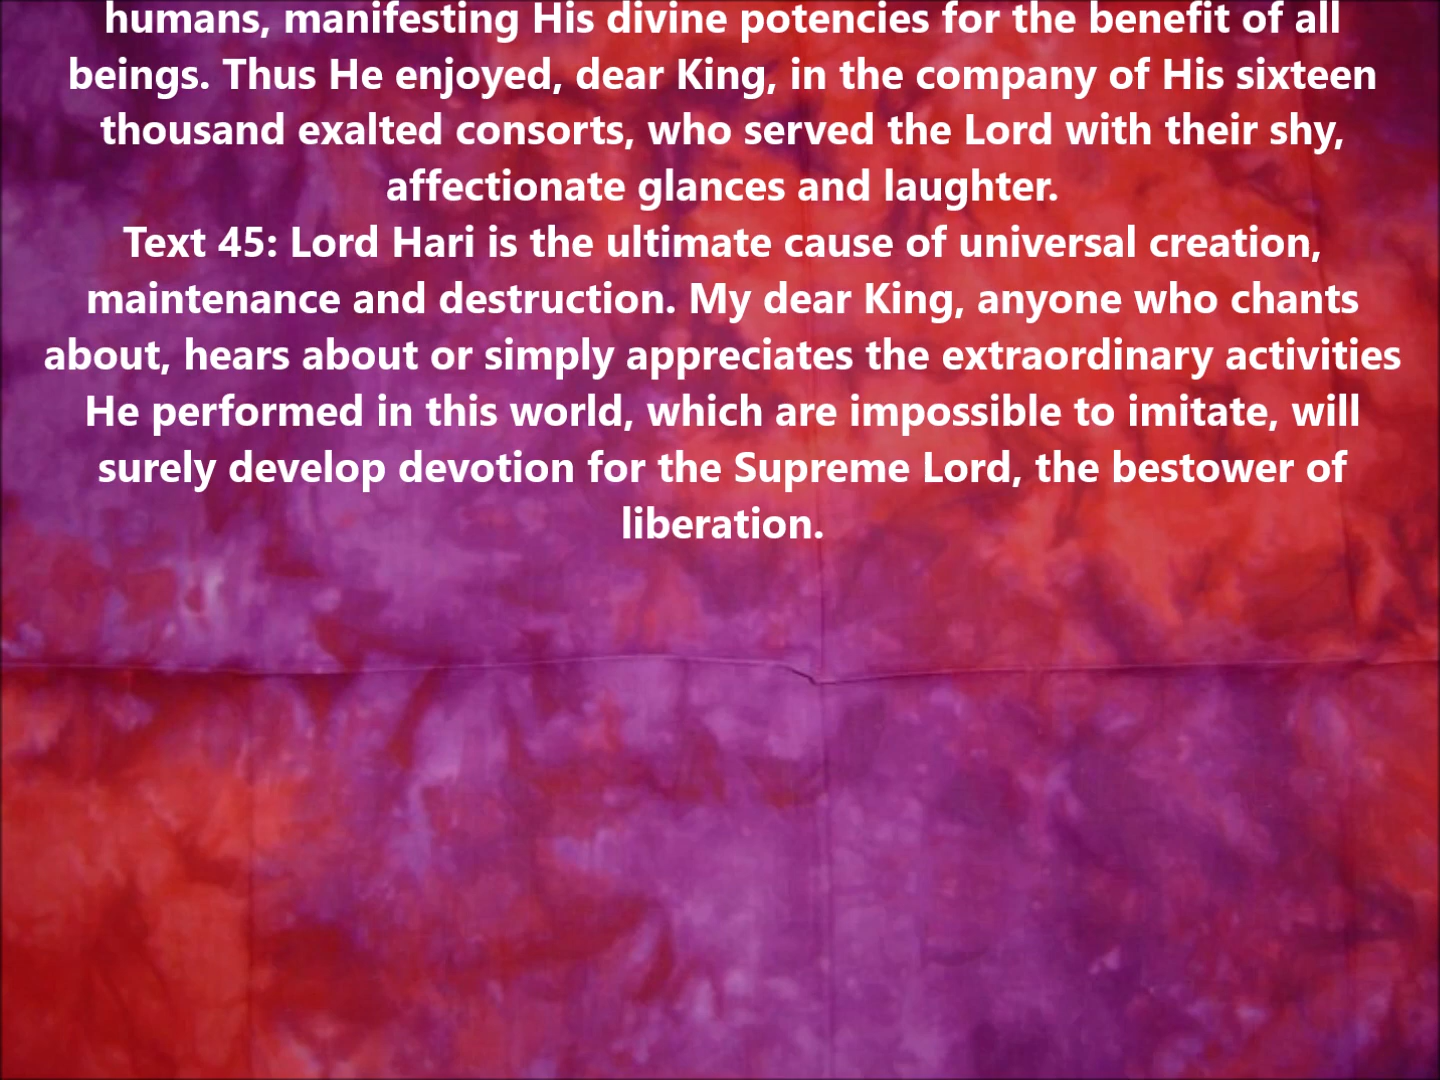 humans, manifesting His divine potencies for the benefit of all
beings. Thus He enjoyed, dear King, in the company of His sixteen
thousand exalted consorts, who served the Lord with their shy,
affectionate glances and laughter.
Text 45: Lord Hari is the ultimate cause of universal creation,
maintenance and destruction. My dear King, anyone who chants
about, hears about or simply appreciates the extraordinary activities
He performed in this world, which are impossible to imitate, will
surely develop devotion for the Supreme Lord, the bestower of
liberation.